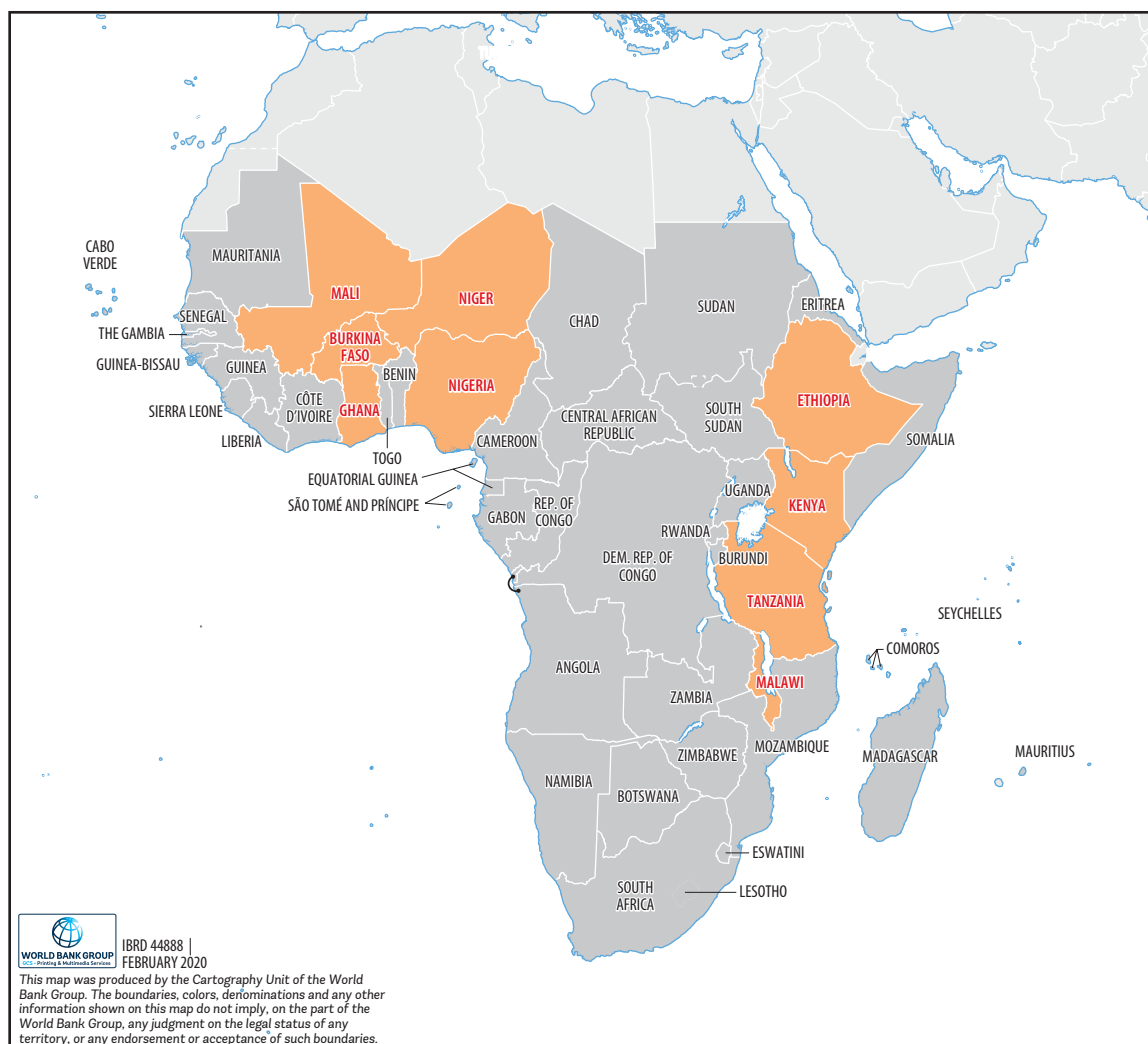 CABO
VERDE
MAURITANIA
MALI
NIGER
CHAD
SUDAN
ERITREA
SENEGAL
THE GAMBIA
GUINEA-BISSAU
GUINEA
SIERRA LEONE
LIBERIA
CÔTE
D'IVOIRE
BURKINA
FASO
GHANA
TOGO
BENIN
NIGERIA
CAMEROON
CENTRAL AFRICAN
REPUBLIC
SOUTH
SUDAN
ETHIOPIA
SOMALIA
EQUATORIAL GUINEA
SÃO TOMÉ AND PRÍNCIPE
GABON
REP. OF
CONGO
DEM. REP. OF
CONGO
UGANDA
KENYA
RWANDA
BURUNDI
TANZANIA
SEYCHELLES
COMOROS
ANGOLA
ZAMBIA
MALAWI
MOZAMBIQUE
ZIMBABWE
MADAGASCAR
MAURITIUS
NAMIBIA
BOTSWANA
ESWATINI
LESOTHO
SOUTH
AFRICA
WORLD BANK GROUP
GCS - Printing & Multimedia Services
IBRD 44888 |
FEBRUARY 2020
This map was produced by the Cartography Unit of the World
Bank Group. The boundaries, colors, denominations and any other
information shown on this map do not imply, on the part of the
World Bank Group, any judgment on the legal status of any
territory, or any endorsement or acceptance of such boundaries.